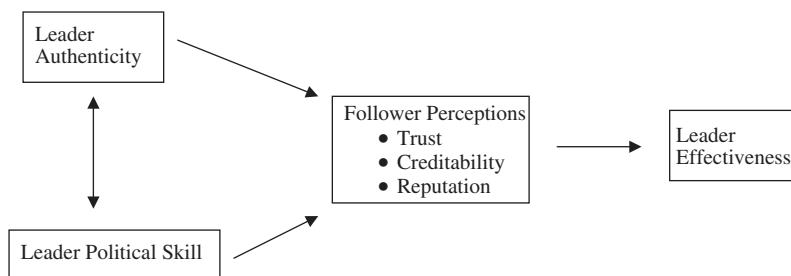 Leader
Authenticity
Follower Perceptions
● Trust
● Creditability
● Reputation
Leader
Effectiveness
Leader Political Skill